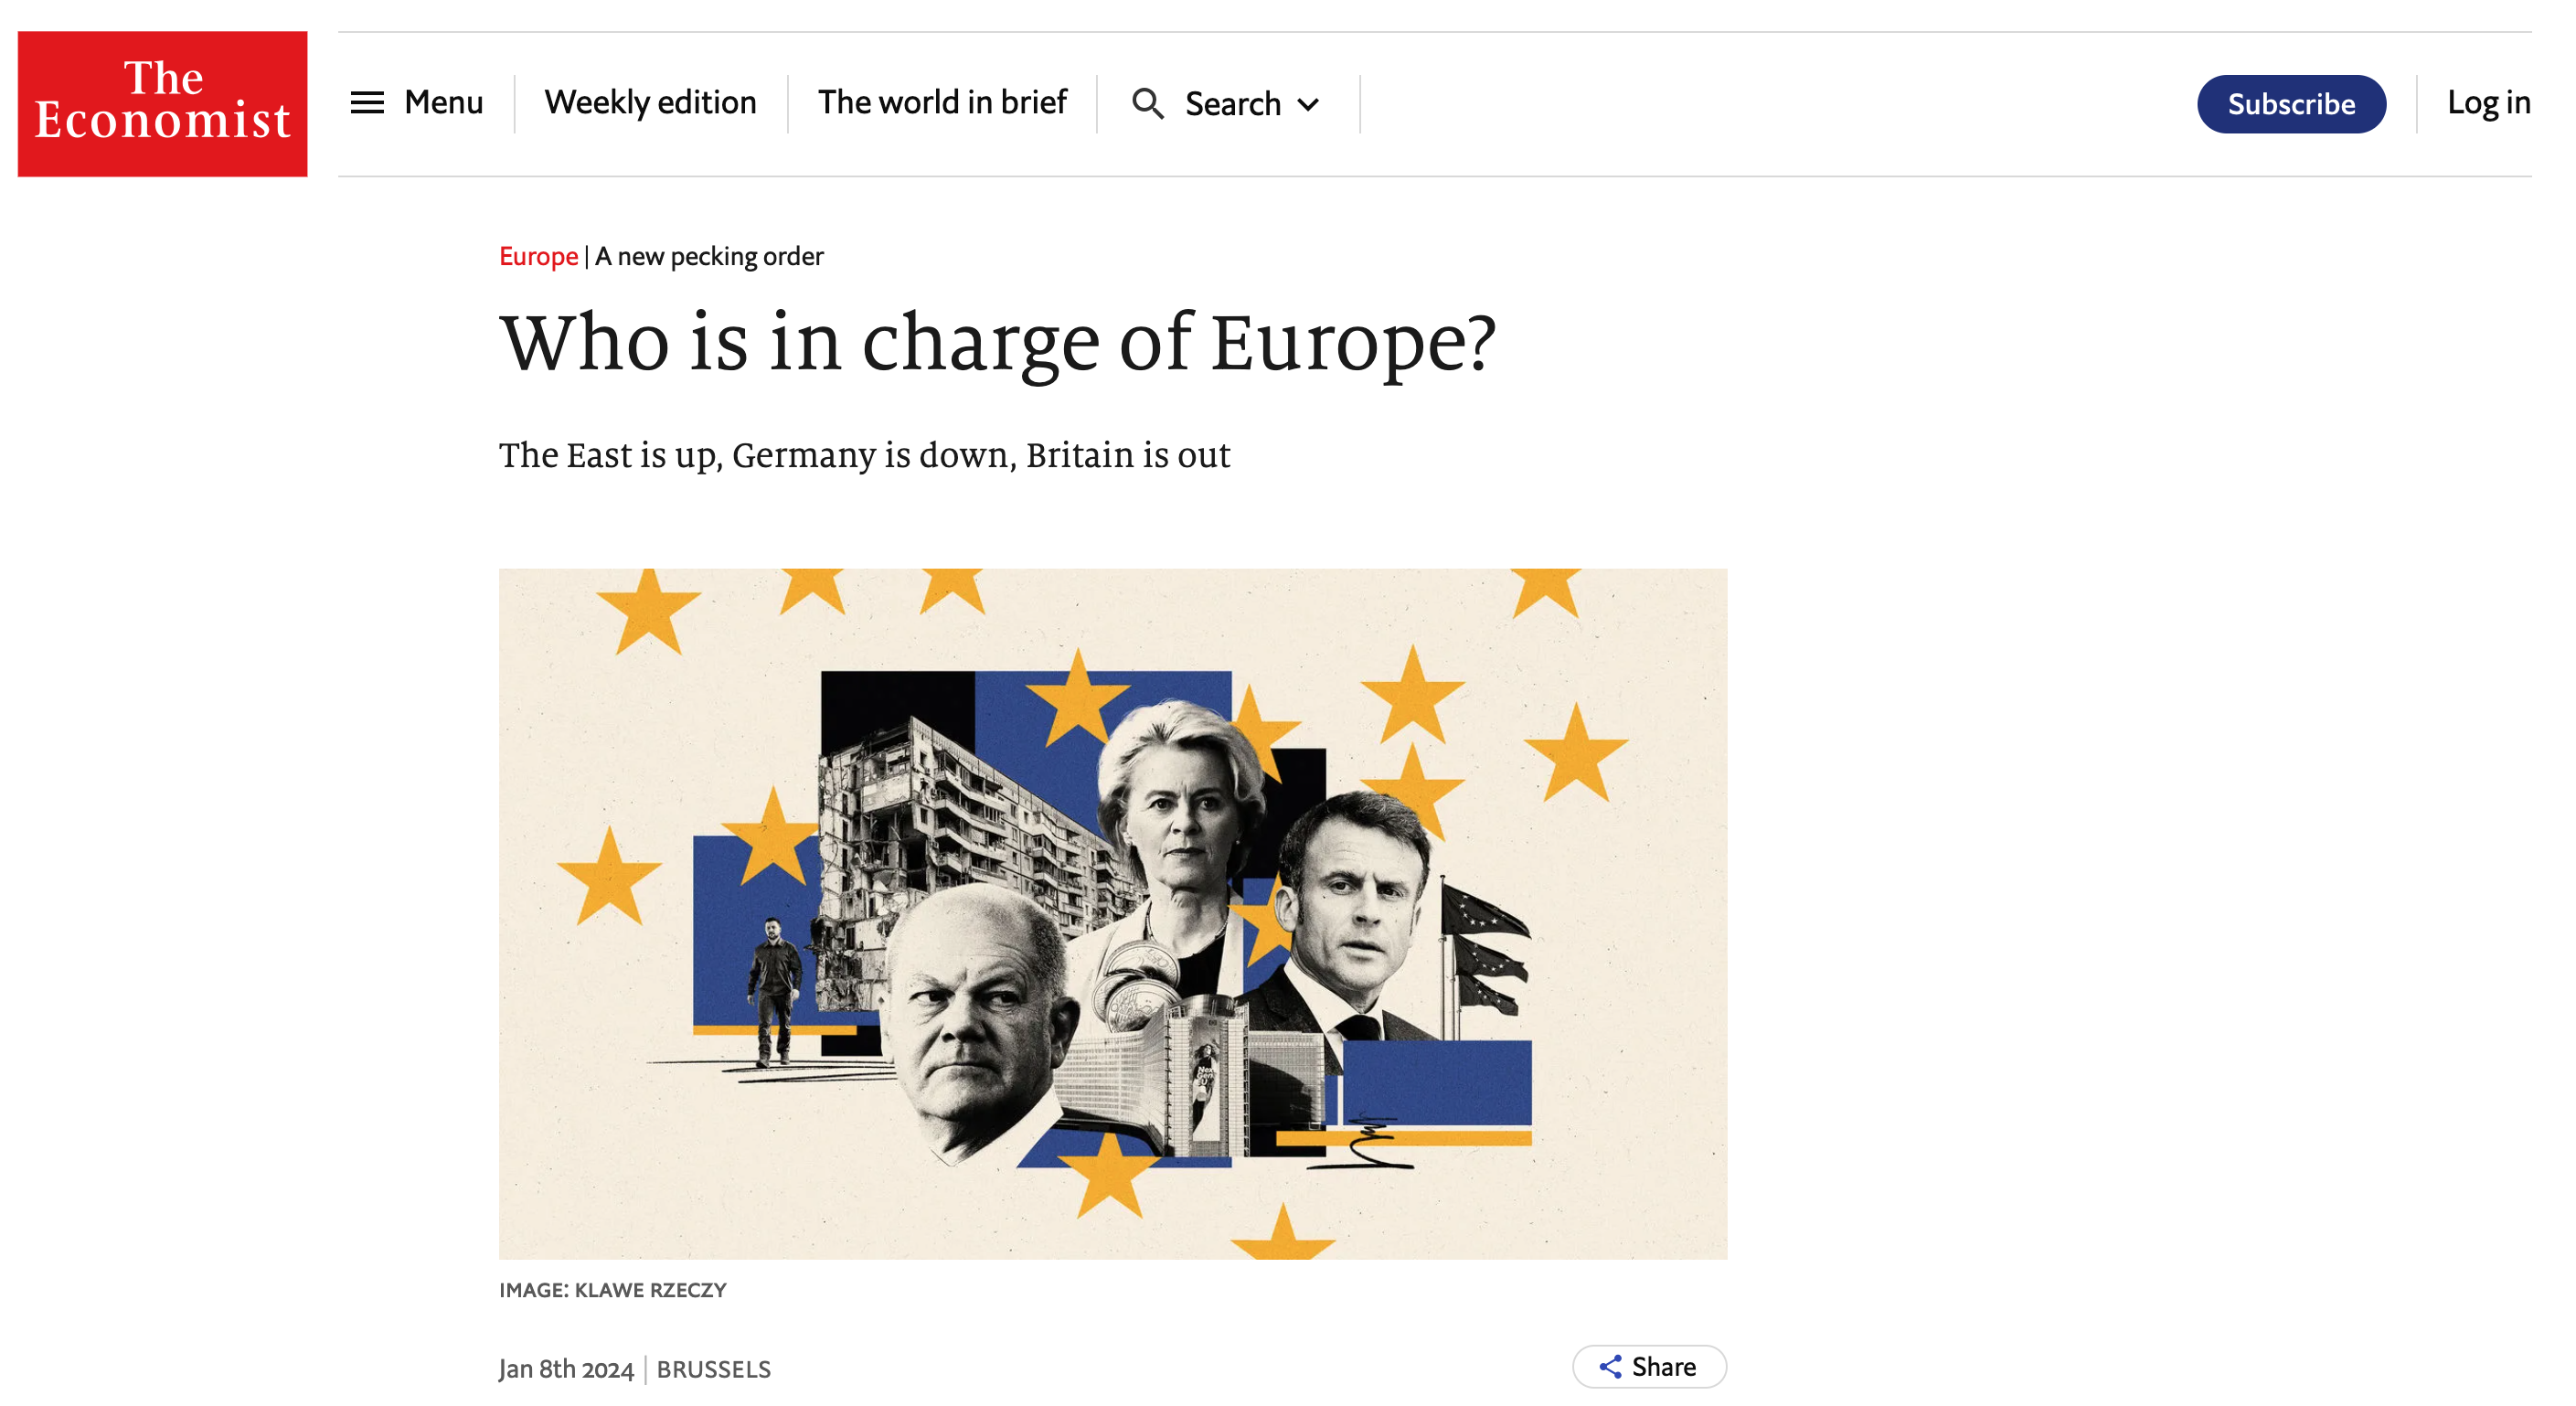 The
Economist
Menu
Weekly edition
The world in brief
Search
Subscribe
Log in
Europe | A new pecking order
Who is in charge of Europe?
The East is up, Germany is down, Britain is out
IMAGE: KLAWE RZECZY
Jan 8th 2024 | BRUSSELS
Share